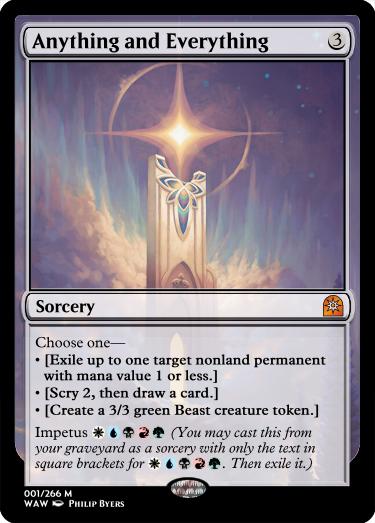 Anything and Everything 3
Sorcery
Choose one—
• [Exile up to one target nonland permanent
with mana value 1 or less.]
• [Scry 2, then draw a card.]
• [Create a 3/3 green Beast creature token.]
Impetus (You may cast this from
your graveyard as a sorcery with only the text in
square brackets for . Then exile it.)
001/266 M
WAW Philip Byers